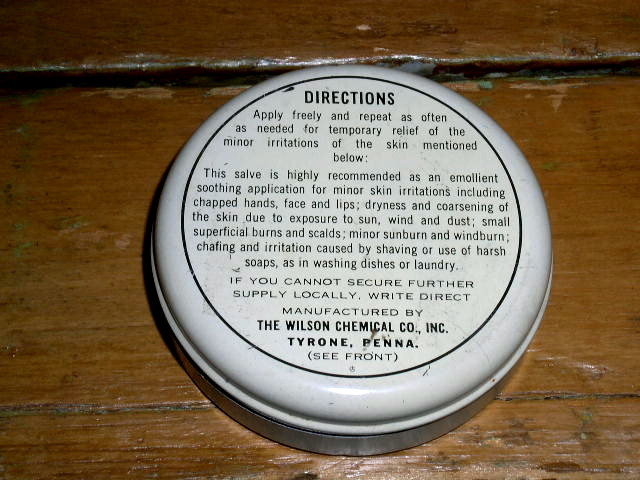 DIRECTIONS
Apply freely and repeat as often
as needed for temporary relief of the
minor irritations of the skin mentioned
below:
This salve is highly recommended as an emollient
soothing application for minor skin irritations including
chapped hands, face and lips; dryness and coarsening of
the skin due to exposure to sun, wind and dust; small
superficial burns and scalds; minor sunburn and windburn;
chafing and irritation caused by shaving or use of harsh
soaps, as in washing dishes or laundry.
IF YOU CANNOT SECURE FURTHER
SUPPLY LOCALLY, WRITE DIRECT
MANUFACTURED BY
THE WILSON CHEMICAL CO., INC.
TYRONE, PENNA.
(SEE FRONT)